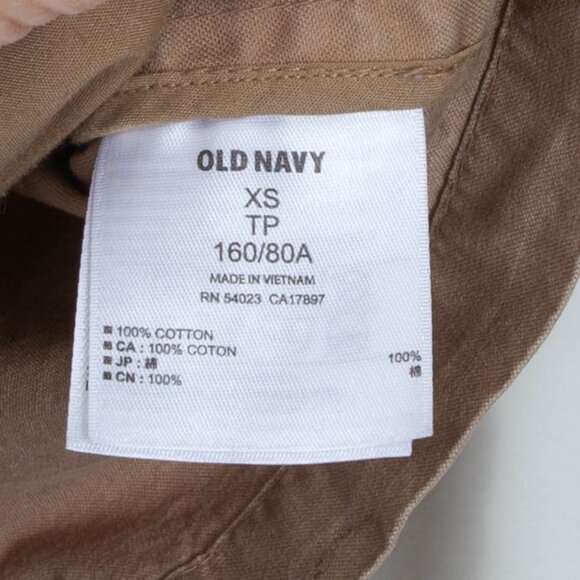 OLD NAVY
XS
TP
160/80A
MADE IN VIETNAM
RN 54023 CA17897
100% COTTON
CA : 100% COTON
JP : 綿 100%
CN : 100% 棉